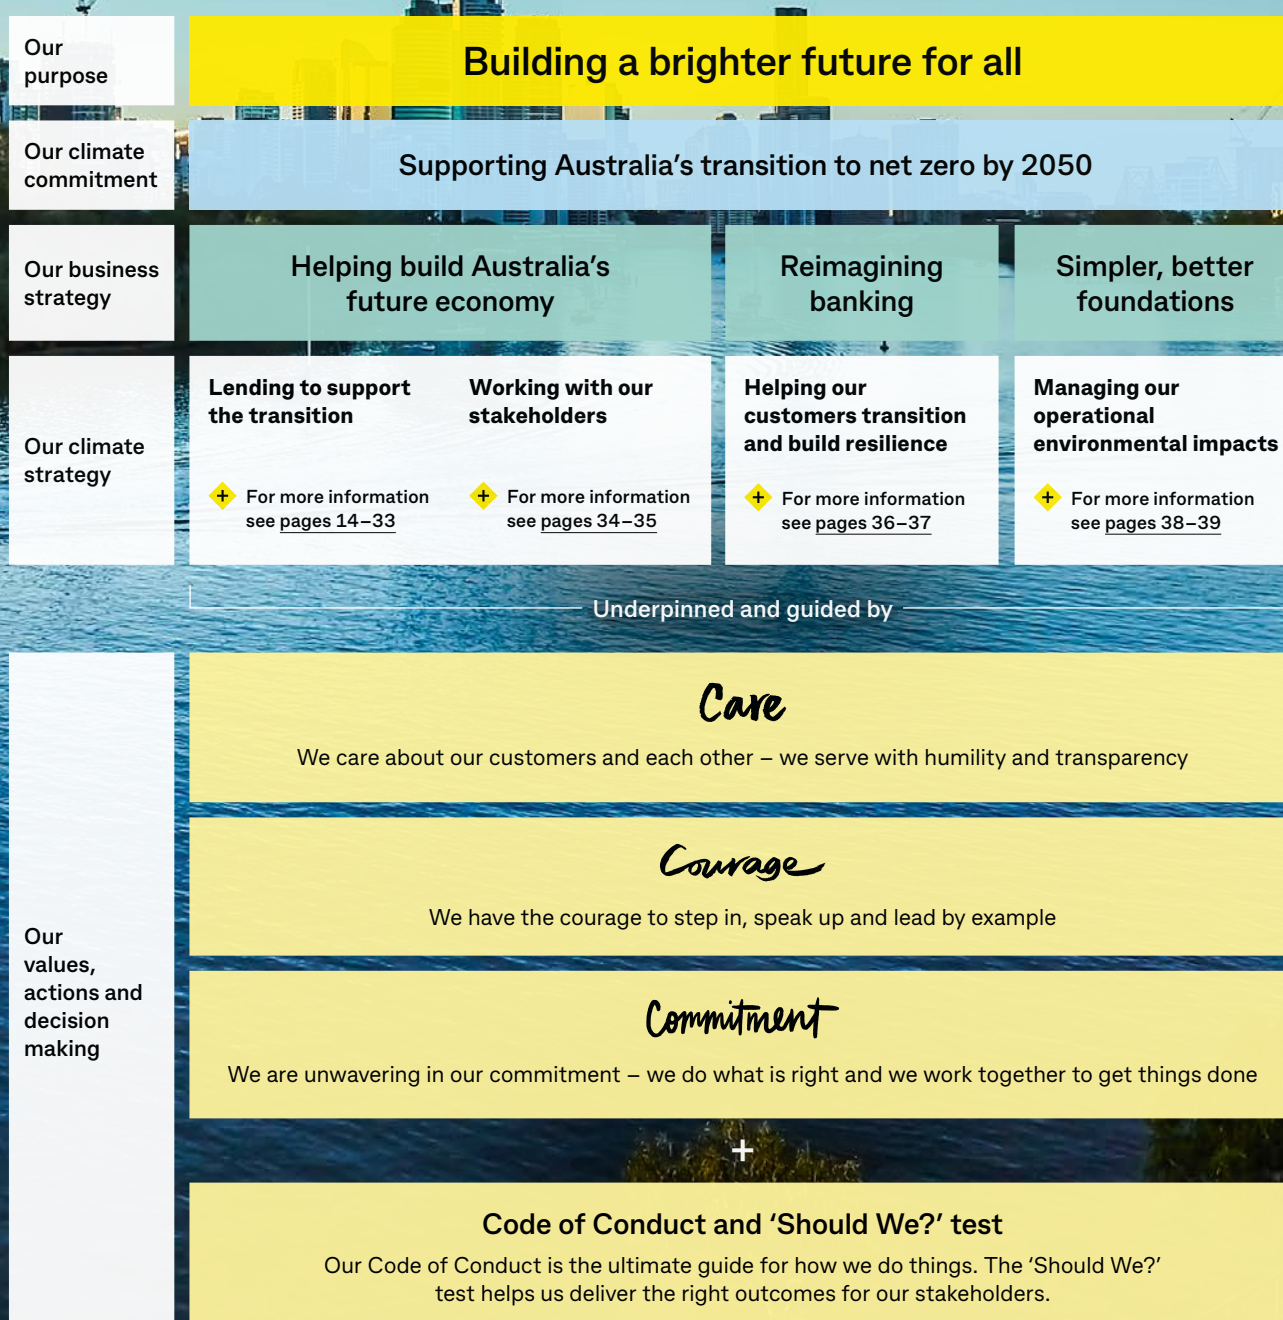 Our
purpose
Building a brighter future for all
Our climate
commitment
Supporting Australia’s transition to net zero by 2050
Our business
strategy
Helping build Australia’s
future economy
Reimagining
banking
Simpler, better
foundations
Our climate
strategy
Lending to support
the transition
+ For more information
see pages 14–33
Working with our
stakeholders
+ For more information
see pages 34–35
Helping our
customers transition
and build resilience
+ For more information
see pages 36–37
Managing our
operational
environmental impacts
+ For more information
see pages 38–39
Underpinned and guided by
Our
values,
actions and
decision
making
Care
We care about our customers and each other – we serve with humility and transparency
Courage
We have the courage to step in, speak up and lead by example
Commitment
We are unwavering in our commitment – we do what is right and we work together to get things done
+
Code of Conduct and ‘Should We?’ test
Our Code of Conduct is the ultimate guide for how we do things. The ‘Should We?’
test helps us deliver the right outcomes for our stakeholders.